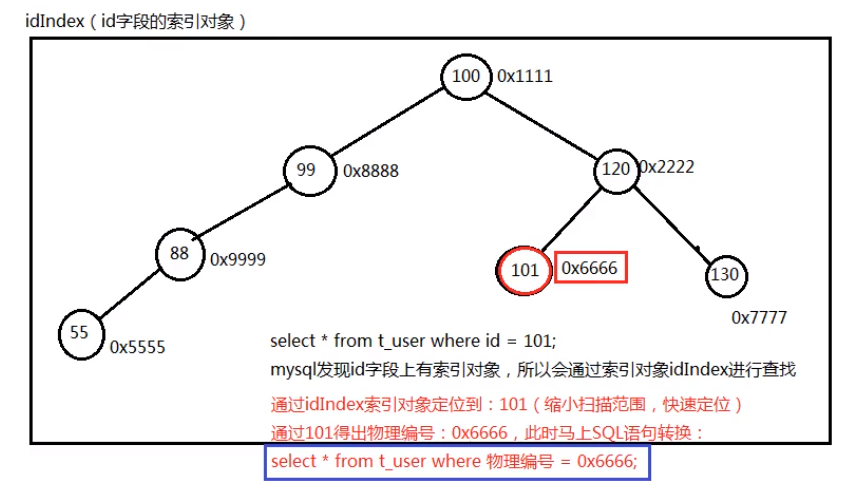 idIndex（id字段的索引对象）
100 0x1111
99 0x8888
120 0x2222
88 0x9999
101 0x6666
130
0x7777
55 0x5555
select * from t_user where id = 101;
mysql发现id字段上有索引对象，所以会通过索引对象idIndex进行查找
通过idIndex索引对象定位到：101（缩小扫描范围，快速定位）
通过101得出物理编号：0x6666，此时马上SQL语句转换：
select * from t_user where 物理编号 = 0x6666;